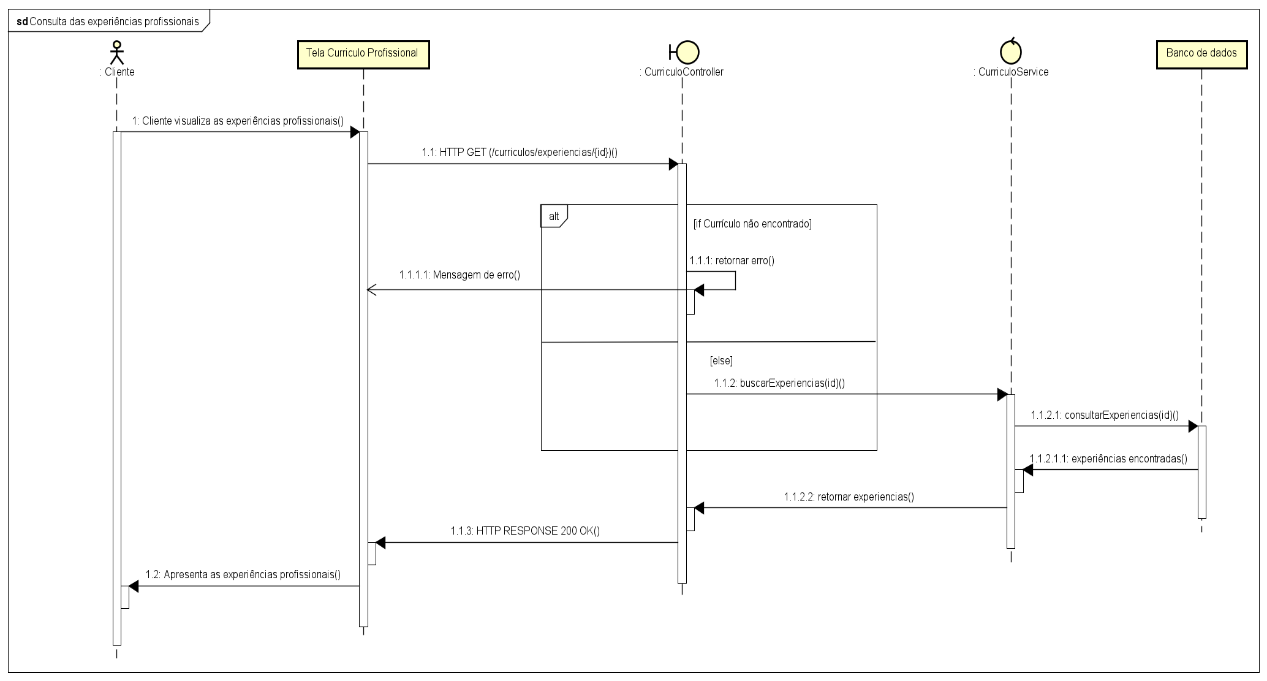 sd Consulta das experiências profissionais
: Cliente
Tela Curriculo Profissional
: CurriculoController
: CurriculoService
Banco de dados
1: Cliente visualiza as experiências profissionais()
1.1: HTTP GET (/curriculos/experiencias/{id})()
alt
[if Currículo não encontrado]
1.1.1: retornar erro()
1.1.1.1: Mensagem de erro()
[else]
1.1.2: buscarExperiencias(id)()
1.1.2.1: consultarExperiencias(id)()
1.1.2.1.1: experiências encontradas()
1.1.2.2: retornar experiencias()
1.1.3: HTTP RESPONSE 200 OK()
1.2: Apresenta as experiências profissionais()